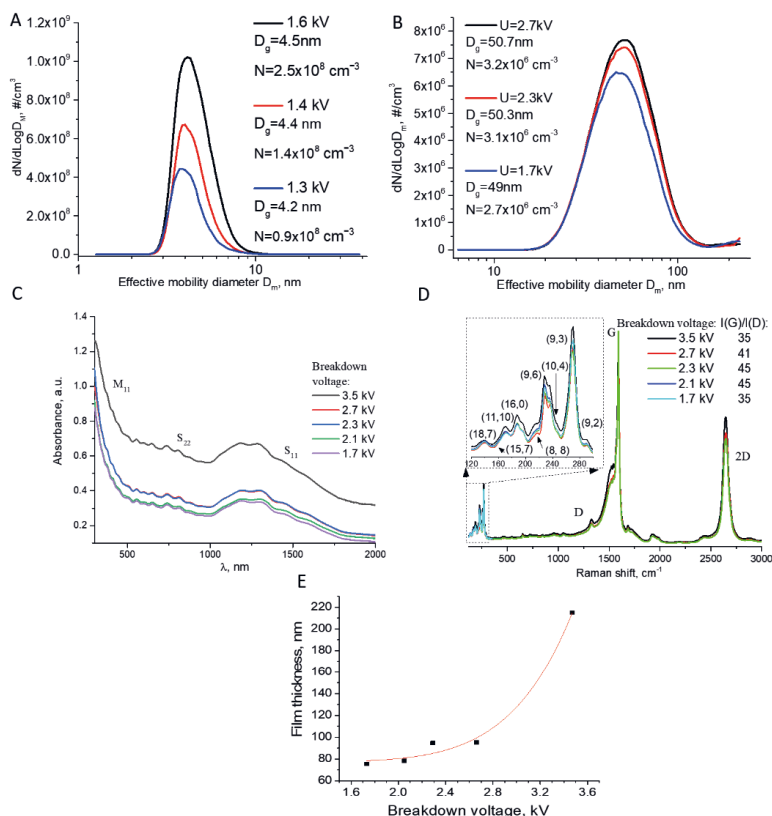 A
1.6 kV
Dg=4.5nm
N=2.5x10⁸ cm⁻³
1.4 kV
Dg=4.4 nm
N=1.4x10⁸ cm⁻³
1.3 kV
Dg=4.2 nm
N=0.9x10⁸ cm⁻³
dN/dLogDM, #/cm³
1.2x10⁹
1.0x10⁹
8.0x10⁸
6.0x10⁸
4.0x10⁸
2.0x10⁸
0.0
1
10
Effective mobility diameter Dm, nm
B
U=2.7kV
Dg=50.7nm
N=3.2x10⁶ cm⁻³
U=2.3kV
Dg=50.3nm
N=3.1x10⁶ cm⁻³
U=1.7kV
Dg=49nm
N=2.7x10⁶ cm⁻³
dN/dLogDm, #/cm³
8x10⁶
7x10⁶
6x10⁶
5x10⁶
4x10⁶
3x10⁶
2x10⁶
1x10⁶
0
10
100
Effective mobility diameter Dm, nm
C
M11
S22
S11
Breakdown
voltage:
3.5 kV
2.7 kV
2.3 kV
2.1 kV
1.7 kV
Absorbance, a.u.
1.4
1.2
1.0
0.8
0.6
0.4
0.2
500
1000
1500
2000
λ, nm
D
Breakdown voltage: I(G)/I(D):
3.5 kV 35
2.7 kV 41
2.3 kV 45
2.1 kV 45
1.7 kV 35
G
(9,3)
(9,6)
(10,4)
(16,0)
(11,10)
(9,2)
(18,7)
(15,7)
(8, 8)
120 160 200 240 280
D
2D
500 1000 1500 2000 2500 3000
Raman shift, cm⁻¹
E
Film thickness, nm
220
200
180
160
140
120
100
80
60
1.6 2.0 2.4 2.8 3.2 3.6
Breakdown voltage, kV